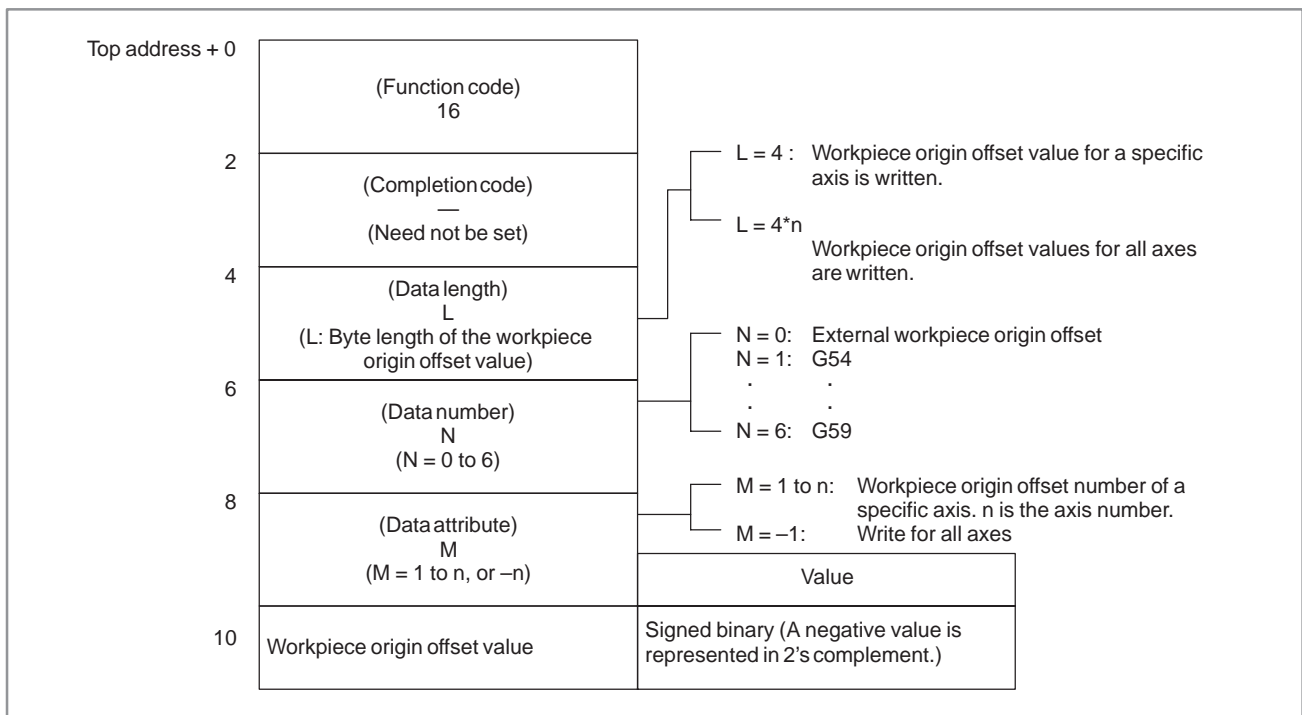 Top address + 0
(Function code)
16
2
(Completion code)
—
(Need not be set)
4
(Data length)
L
(L: Byte length of the workpiece
origin offset value)
L = 4 : Workpiece origin offset value for a specific
axis is written.
L = 4*n
Workpiece origin offset values for all axes
are written.
6
(Data number)
N
(N = 0 to 6)
N = 0: External workpiece origin offset
N = 1: G54
. .
. .
N = 6: G59
8
(Data attribute)
M
(M = 1 to n, or –n)
M = 1 to n: Workpiece origin offset number of a
specific axis. n is the axis number.
M = –1: Write for all axes
Value
10
Workpiece origin offset value
Signed binary (A negative value is
represented in 2's complement.)